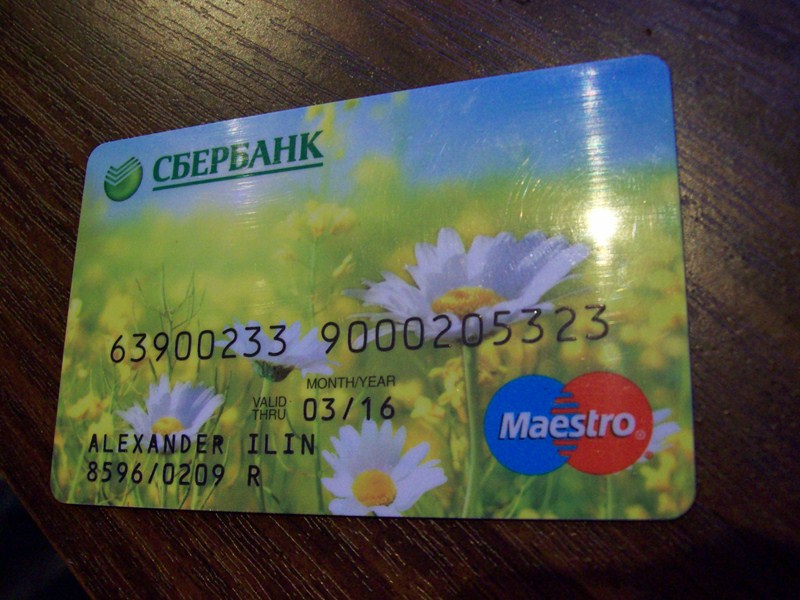 СБЕРБАНК
63900233 9000205323
MONTH/YEAR
VALID THRU 03/16
ALEXANDER ILIN
8596/0209 R
Maestro